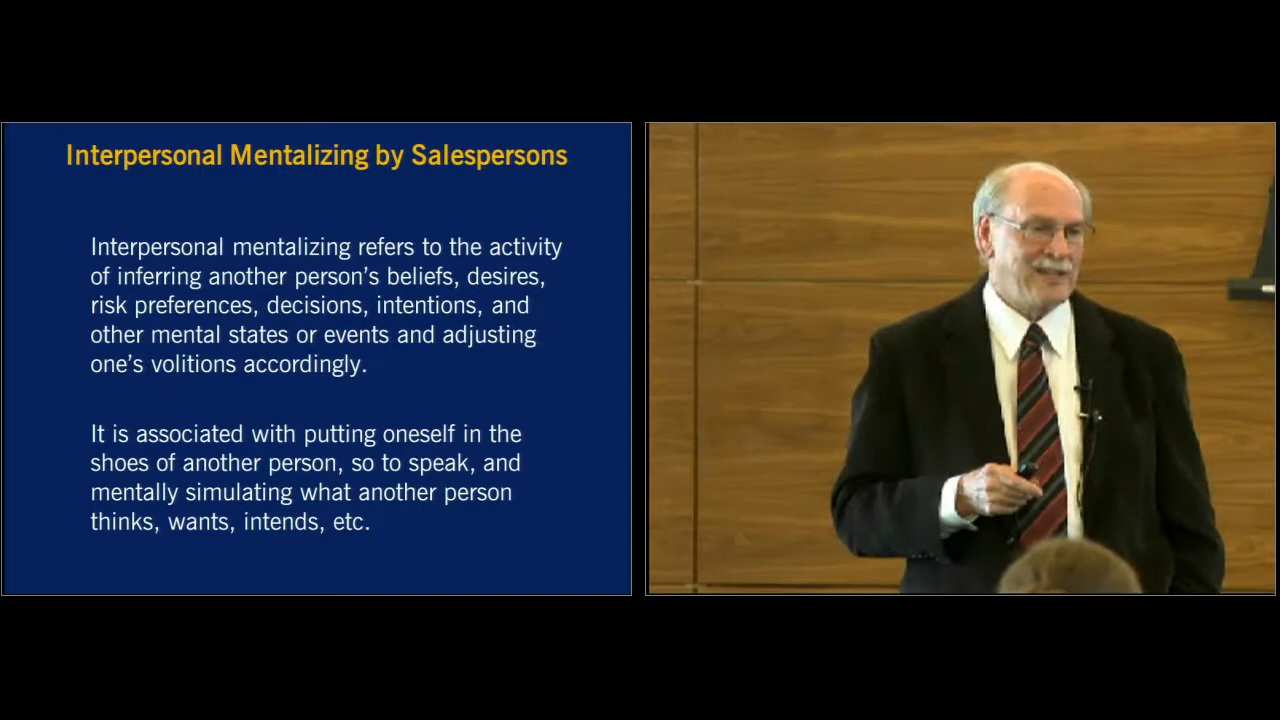 Interpersonal Mentalizing by Salespersons
Interpersonal mentalizing refers to the activity
of inferring another person's beliefs, desires,
risk preferences, decisions, intentions, and
other mental states or events and adjusting
one's volitions accordingly.
It is associated with putting oneself in the
shoes of another person, so to speak, and
mentally simulating what another person
thinks, wants, intends, etc.